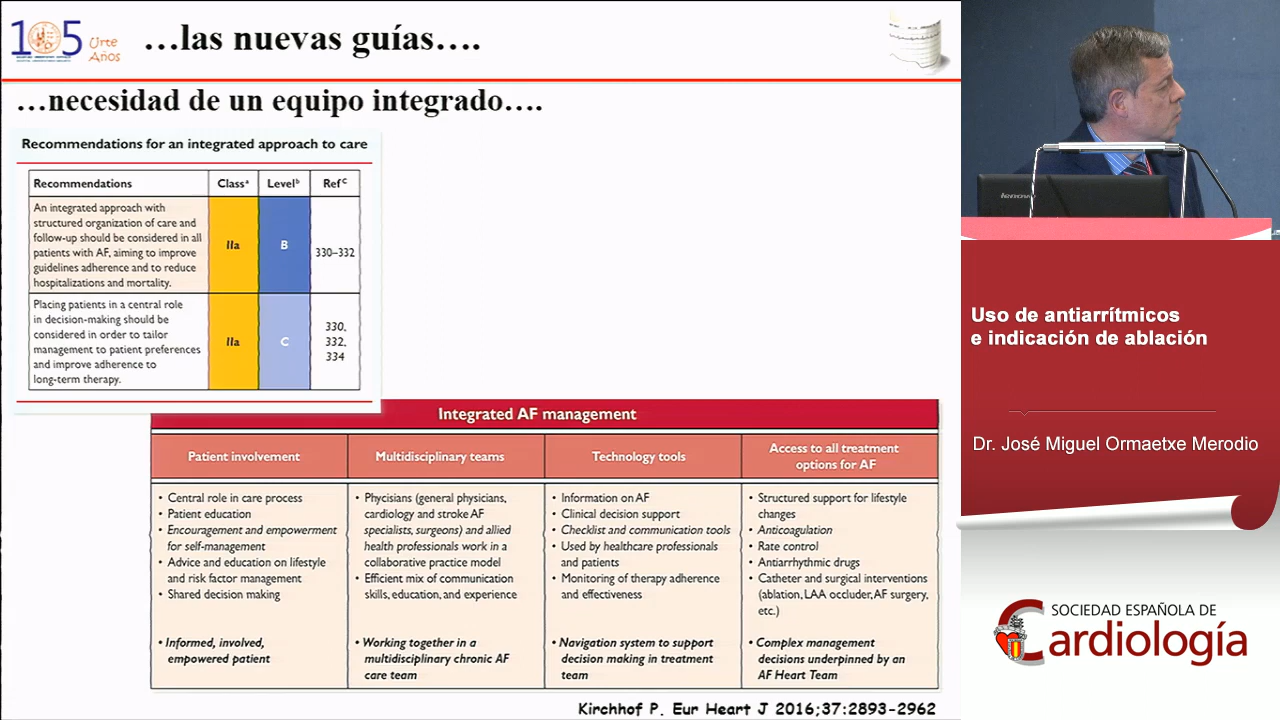 105 Urte
Años
...las nuevas guías....
...necesidad de un equipo integrado....
Recommendations for an integrated approach to care
Recommendations Classᵃ Levelᵇ Refᶜ
An integrated approach with
structured organization of care and
follow-up should be considered in all
patients with AF, aiming to improve
guidelines adherence and to reduce
hospitalizations and mortality.
IIa B 330–332
Placing patients in a central role
in decision-making should be
considered in order to tailor
management to patient preferences
and improve adherence to
long-term therapy.
IIa C 330,
332,
334
Integrated AF management
Patient involvement
• Central role in care process
• Patient education
• Encouragement and empowerment
for self-management
• Advice and education on lifestyle
and risk factor management
• Shared decision making
• Informed, involved,
empowered patient
Multidisciplinary teams
• Phycisians (general physicians,
cardiology and stroke AF
specialists, surgeons) and allied
health professionals work in a
collaborative practice model
• Efficient mix of communication
skills, education, and experience
• Working together in a
multidisciplinary chronic AF
care team
Technology tools
• Information on AF
• Clinical decision support
• Checklist and communication tools
• Used by healthcare professionals
and patients
• Monitoring of therapy adherence
and effectiveness
• Navigation system to support
decision making in treatment
team
Access to all treatment
options for AF
• Structured support for lifestyle
changes
• Anticoagulation
• Rate control
• Antiarrhythmic drugs
• Catheter and surgical interventions
(ablation, LAA occluder, AF surgery,
etc.)
• Complex management
decisions underpinned by an
AF Heart Team
Kirchhof P. Eur Heart J 2016;37:2893-2962
lenovo
Uso de antiarrítmicos
e indicación de ablación
Dr. José Miguel Ormaetxe Merodio
SOCIEDAD ESPAÑOLA DE
Cardiología